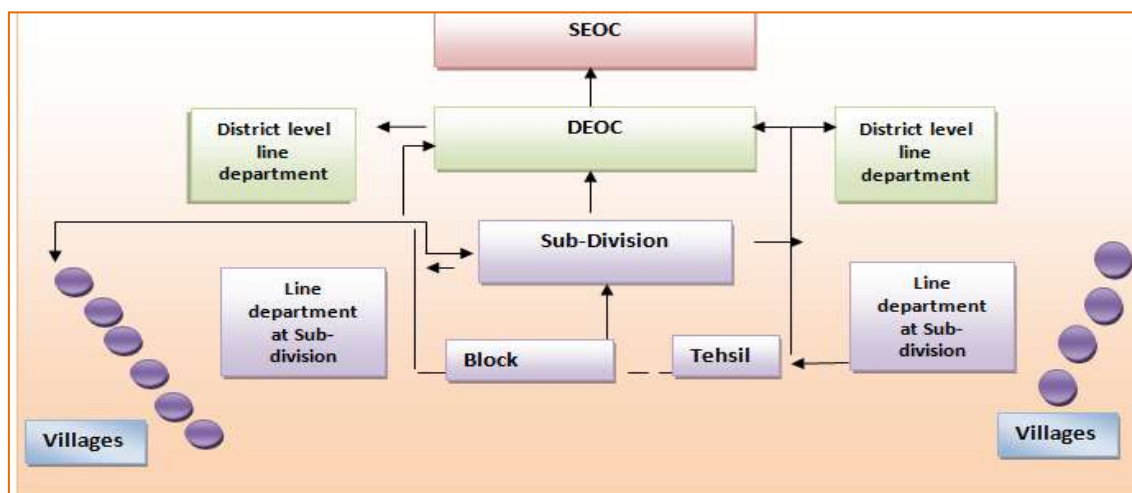 SEOC
District level
line
department
DEOC
District level
line
department
Sub-Division
Line
department
at Sub-
division
Line
department
at Sub-
division
Block
Tehsil
Villages
Villages